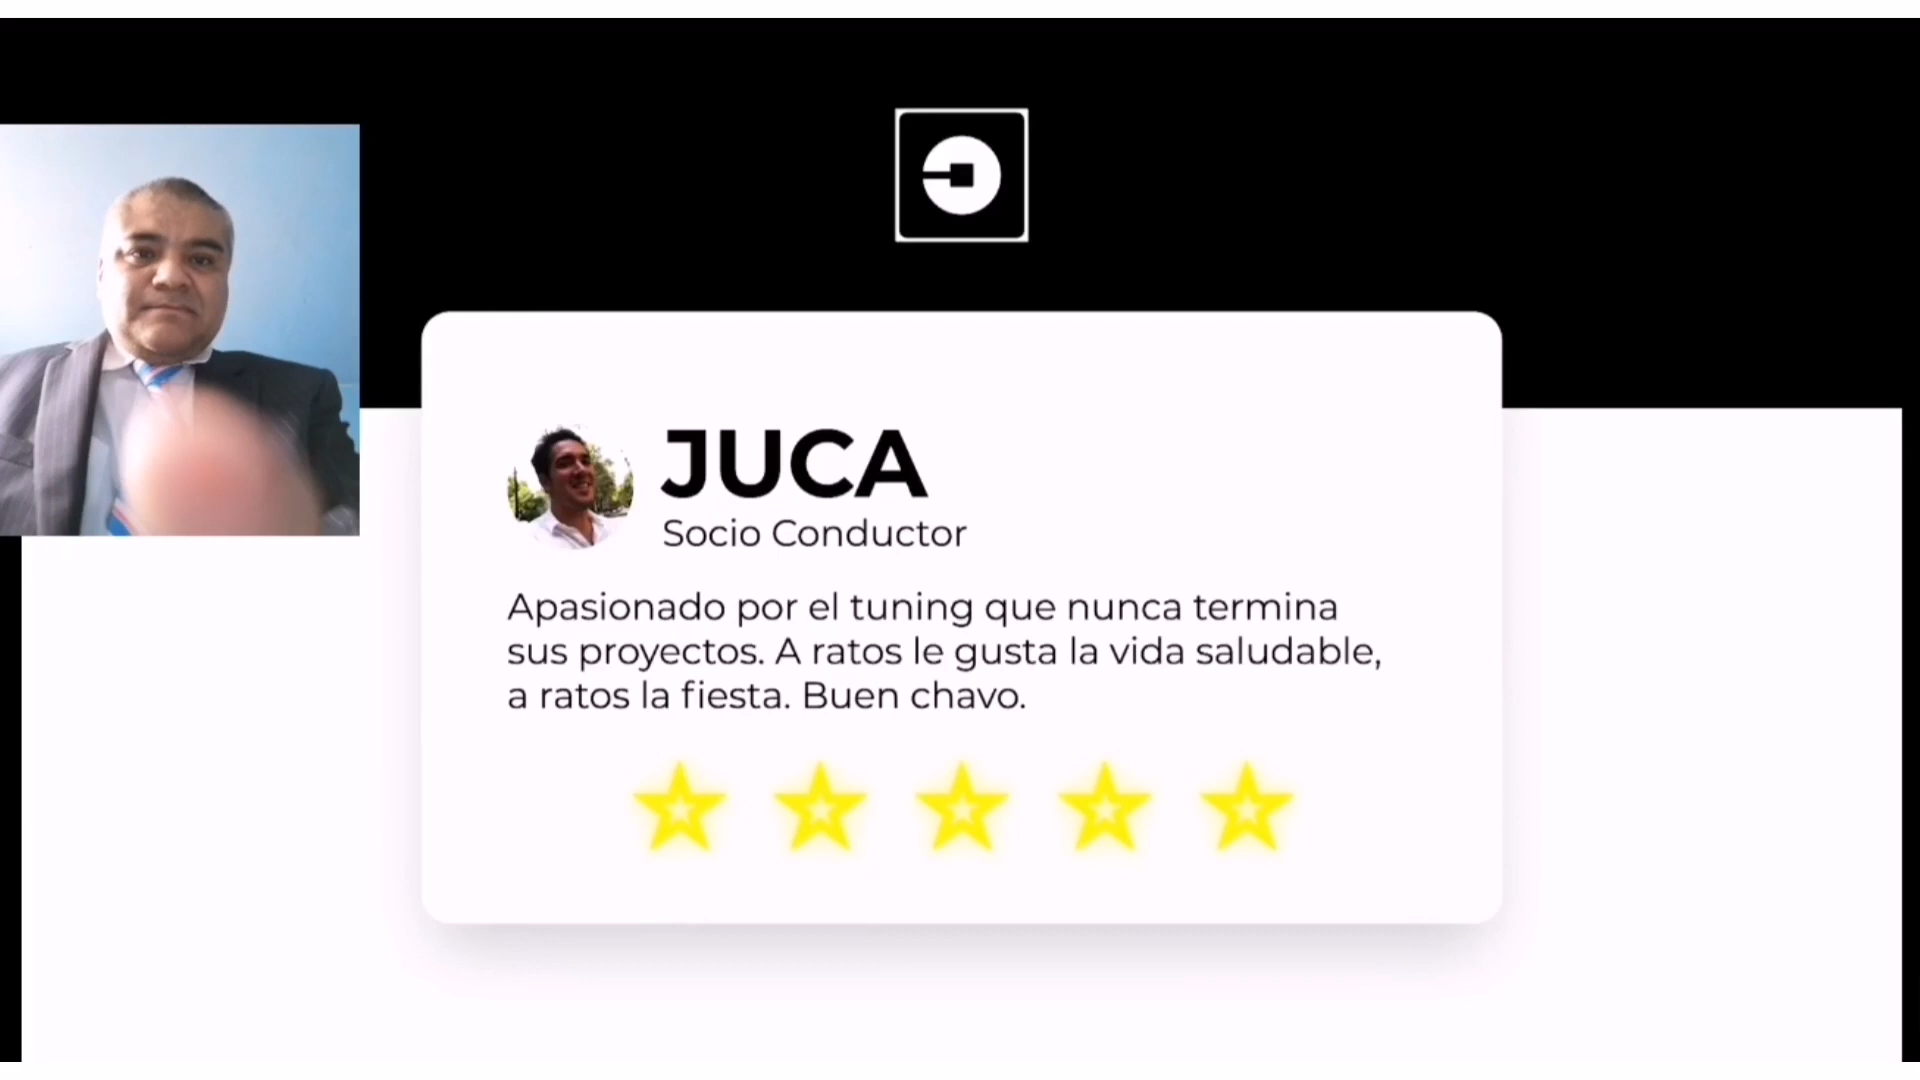 JUCA
Socio Conductor
Apasionado por el tuning que nunca termina
sus proyectos. A ratos le gusta la vida saludable,
a ratos la fiesta. Buen chavo.